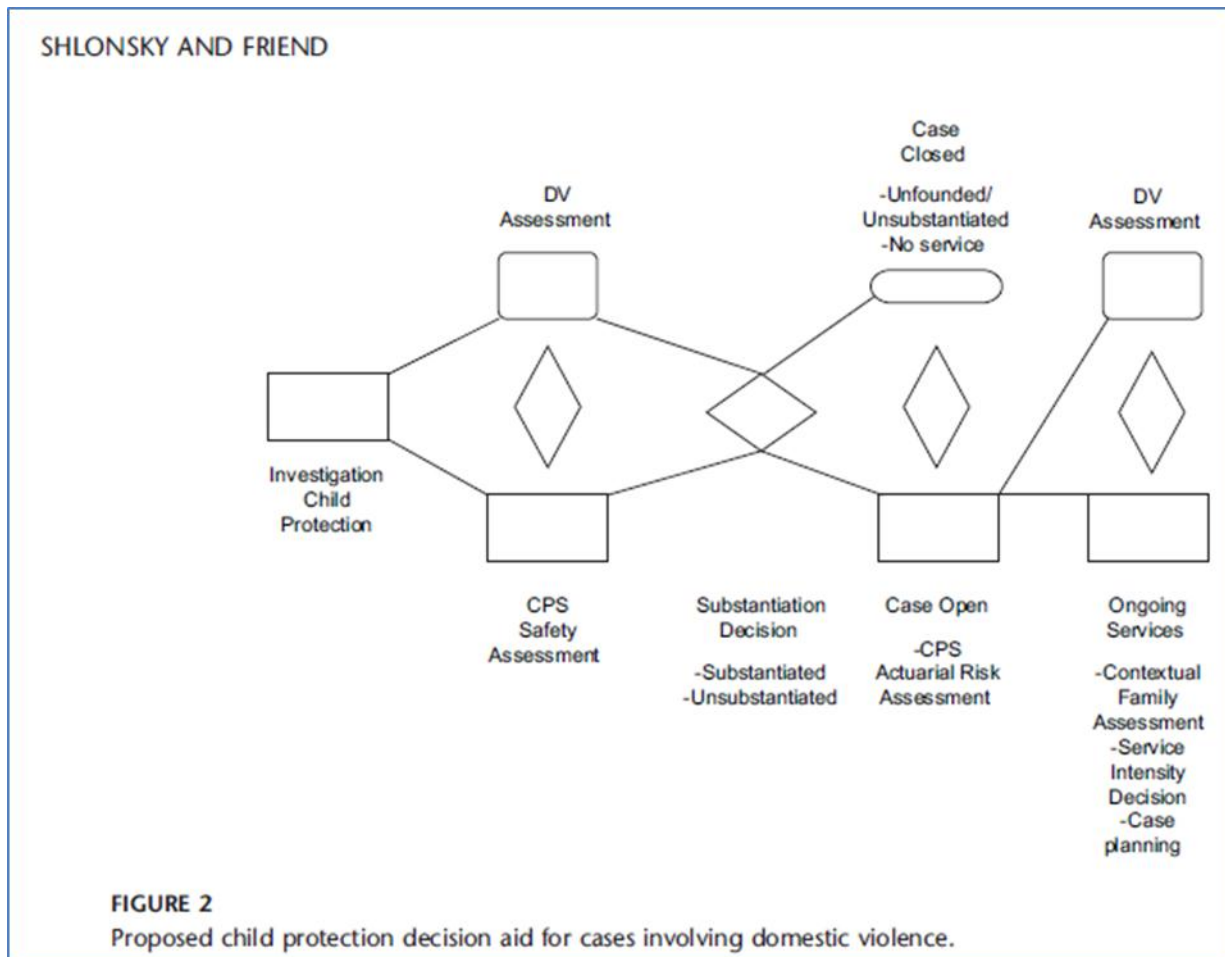 SHLONSKY AND FRIEND
Case
Closed
-Unfounded/
Unsubstantiated
-No service
DV
Assessment
DV
Assessment
Investigation
Child
Protection
CPS
Safety
Assessment
Substantiation
Decision
-Substantiated
-Unsubstantiated
Case Open
-CPS
Actuarial Risk
Assessment
Ongoing
Services
-Contextual
Family
Assessment
-Service
Intensity
Decision
-Case
planning
FIGURE 2
Proposed child protection decision aid for cases involving domestic violence.